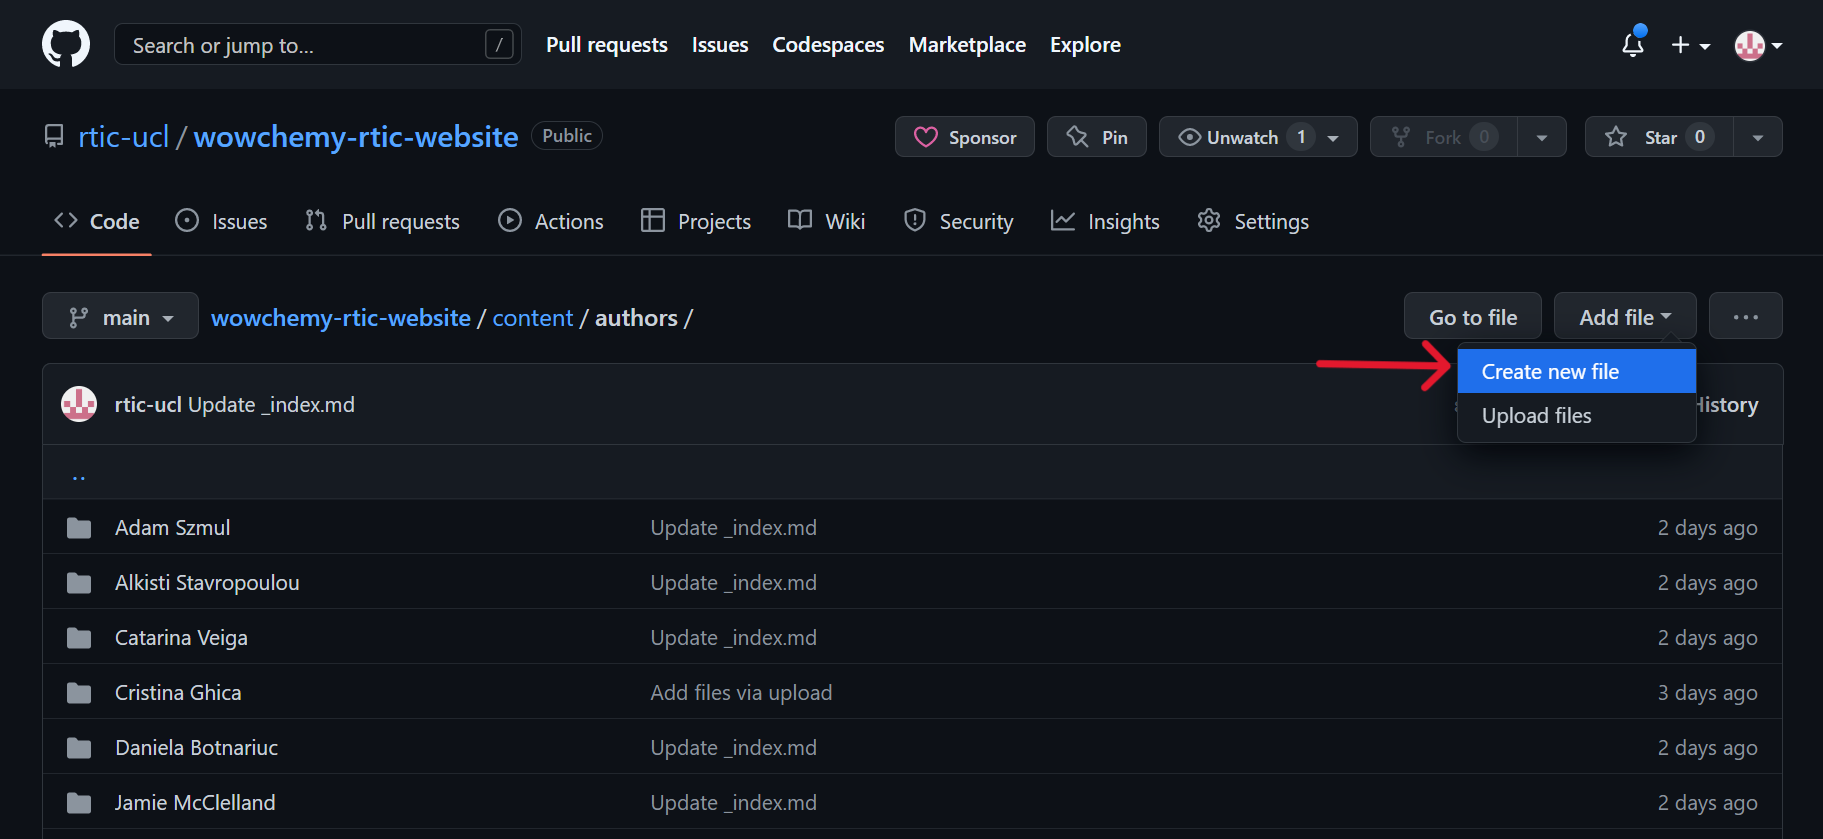 Search or jump to... / Pull requests Issues Codespaces Marketplace Explore
rtic-ucl / wowchemy-rtic-website Public Sponsor Pin Unwatch 1 Fork 0 Star 0
Code Issues Pull requests Actions Projects Wiki Security Insights Settings
main wowchemy-rtic-website / content / authors / Go to file Add file ...
Create new file
rtic-ucl Update _index.md History
Upload files
..
Adam Szmul Update _index.md 2 days ago
Alkisti Stavropoulou Update _index.md 2 days ago
Catarina Veiga Update _index.md 2 days ago
Cristina Ghica Add files via upload 3 days ago
Daniela Botnariuc Update _index.md 2 days ago
Jamie McClelland Update _index.md 2 days ago